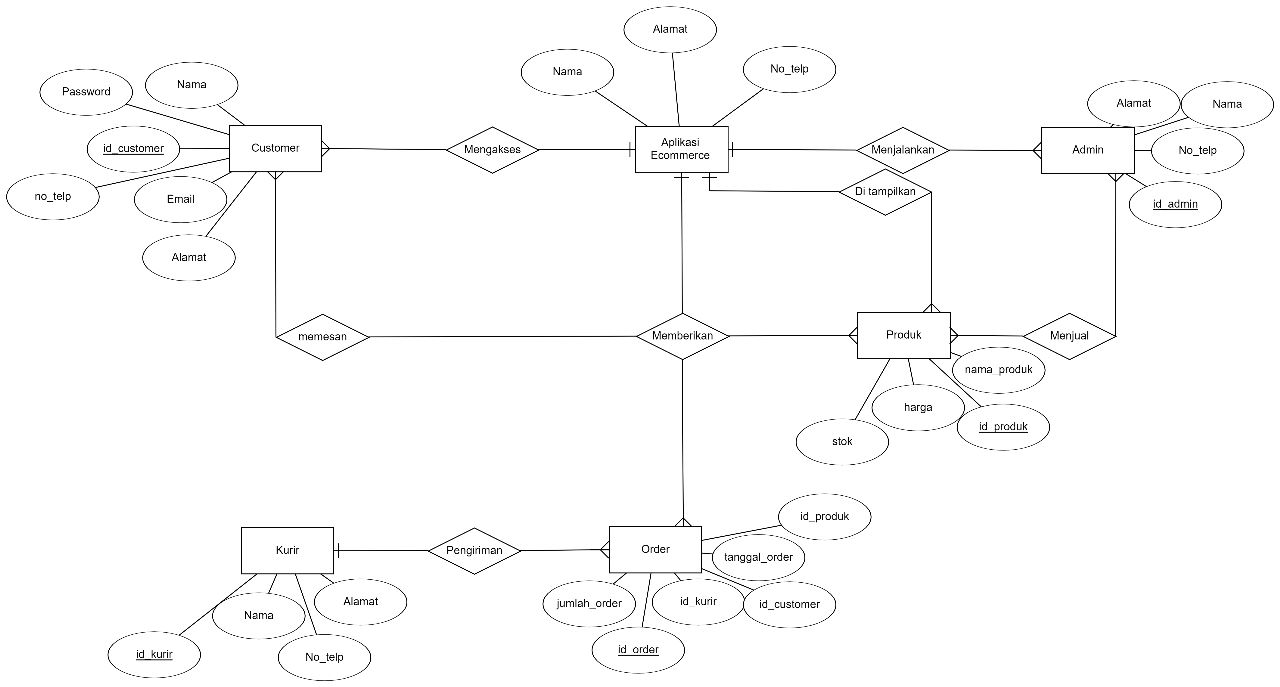 Alamat
Nama
No_telp
Password
Nama
Alamat
Nama
id_customer
Customer
Mengakses
Aplikasi
Ecommerce
Menjalankan
Admin
No_telp
no_telp
Email
Di tampilkan
id_admin
Alamat
memesan
Memberikan
Produk
Menjual
nama_produk
harga
id_produk
stok
id_produk
Kurir
Pengiriman
Order
tanggal_order
Nama
Alamat
jumlah_order
id_kurir
id_customer
id_kurir
No_telp
id_order